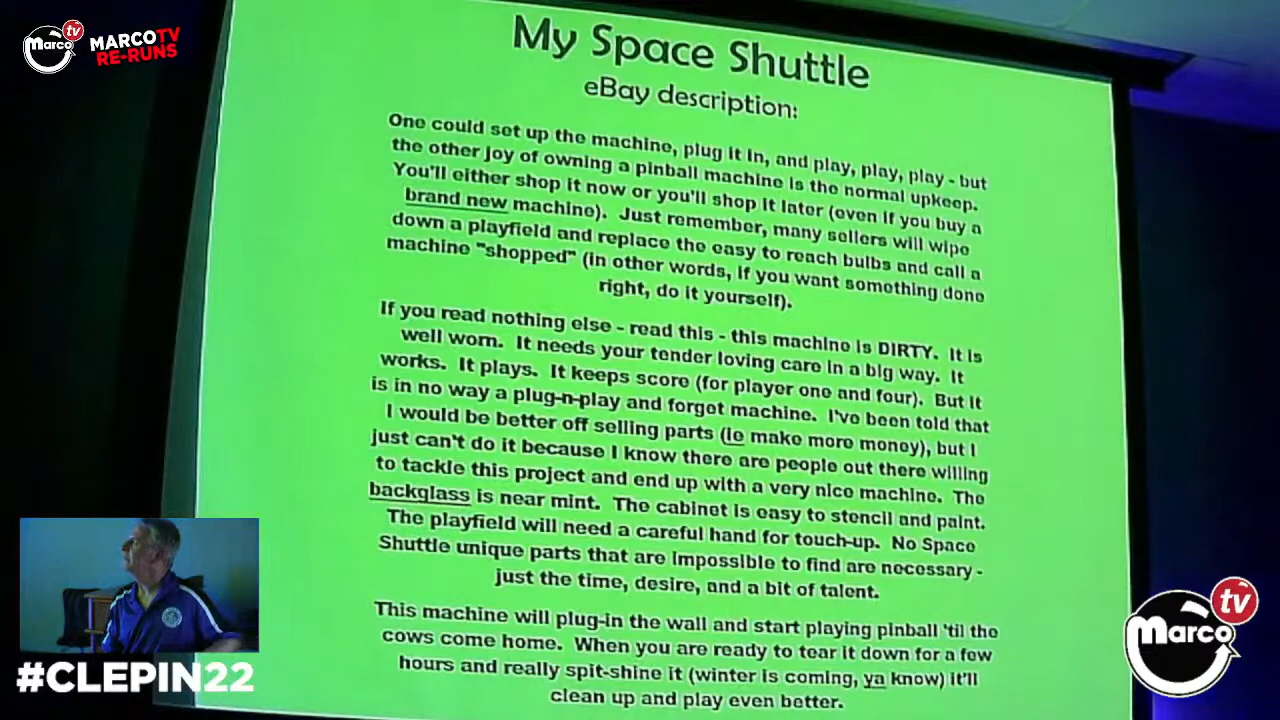 marco
tv
MARCOTV
RE-RUNS
My Space Shuttle
eBay description:
One could set up the machine, plug it in, and play, play, play - but
the other joy of owning a pinball machine is the normal upkeep.
You'll either shop it now or you'll shop it later (even if you buy a
brand new machine). Just remember, many sellers will wipe
down a playfield and replace the easy to reach bulbs and call a
machine "shopped" (in other words, if you want something done
right, do it yourself).
If you read nothing else - read this - this machine is DIRTY. It is
well worn. It needs your tender loving care in a big way. It
works. It plays. It keeps score (for player one and four). But it
is in no way a plug-n-play and forget machine. I've been told that
I would be better off selling parts (ie make more money), but I
just can't do it because I know there are people out there willing
to tackle this project and end up with a very nice machine. The
backglass is near mint. The cabinet is easy to stencil and paint.
The playfield will need a careful hand for touch-up. No Space
Shuttle unique parts that are impossible to find are necessary -
just the time, desire, and a bit of talent.
This machine will plug-in the wall and start playing pinball 'til the
cows come home. When you are ready to tear it down for a few
hours and really spit-shine it (winter is coming, ya know) it'll
clean up and play even better.
#CLEPIN22
marco
tv